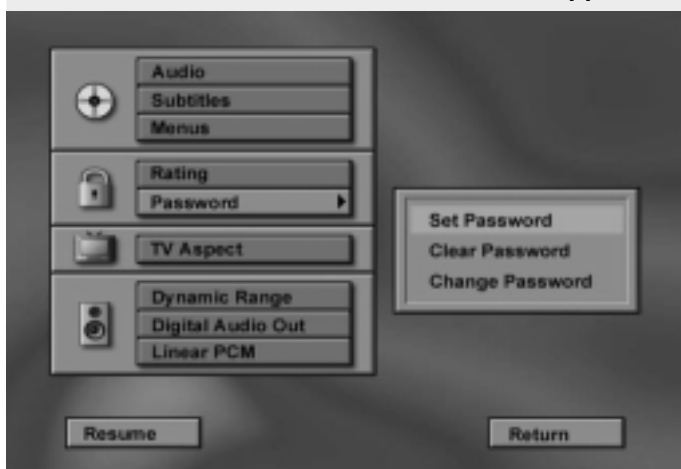 Audio
Subtitles
Menus
Rating
Password
TV Aspect
Dynamic Range
Digital Audio Out
Linear PCM
Set Password
Clear Password
Change Password
Resume
Return